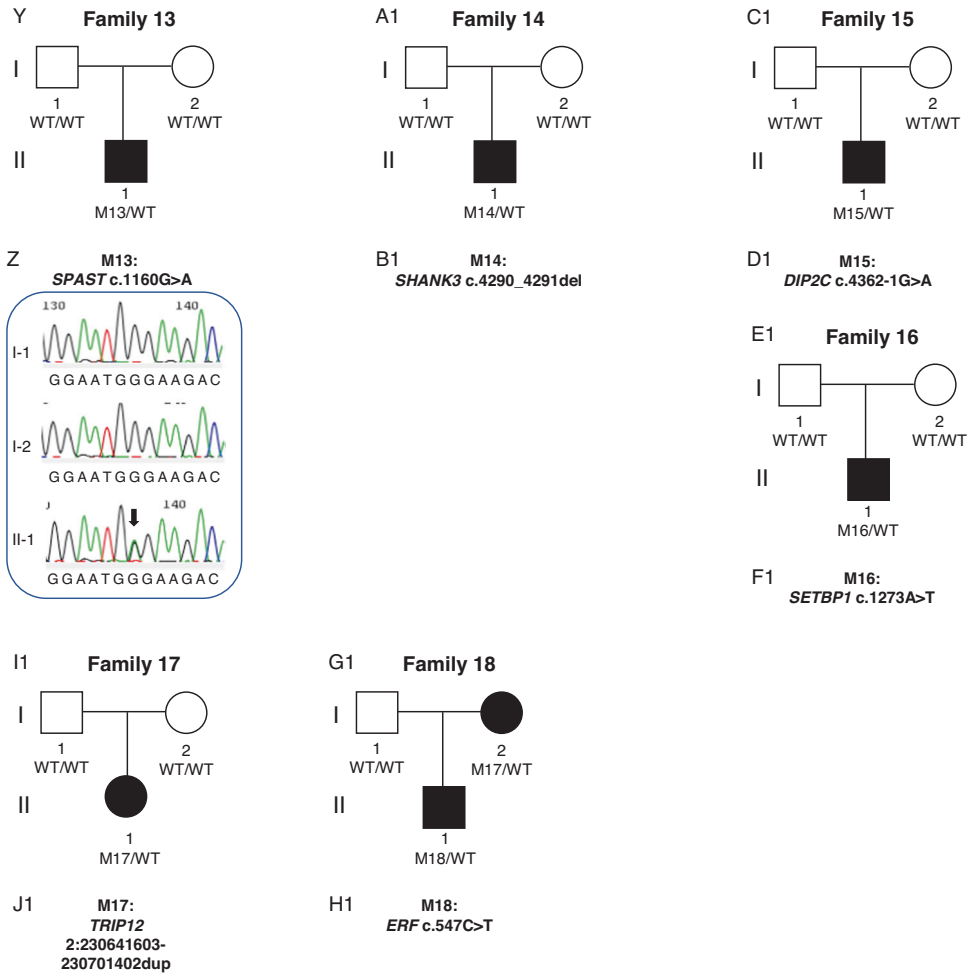 Y
Family 13
I
1
WT/WT
2
WT/WT
II
1
M13/WT
Z
M13:
SPAST c.1160G>A
130
140
I-1
G G A A T G G G A A G A C
I-2
G G A A T G G G A A G A C
140
II-1
G G A A T G G G A A G A C
A1
Family 14
I
1
WT/WT
2
WT/WT
II
1
M14/WT
B1
M14:
SHANK3 c.4290_4291del
C1
Family 15
I
1
WT/WT
2
WT/WT
II
1
M15/WT
D1
M15:
DIP2C c.4362-1G>A
E1
Family 16
I
1
WT/WT
2
WT/WT
II
1
M16/WT
F1
M16:
SETBP1 c.1273A>T
I1
Family 17
I
1
WT/WT
2
WT/WT
II
1
M17/WT
J1
M17:
TRIP12
2:230641603-
230701402dup
G1
Family 18
I
1
WT/WT
2
M17/WT
II
1
M18/WT
H1
M18:
ERF c.547C>T